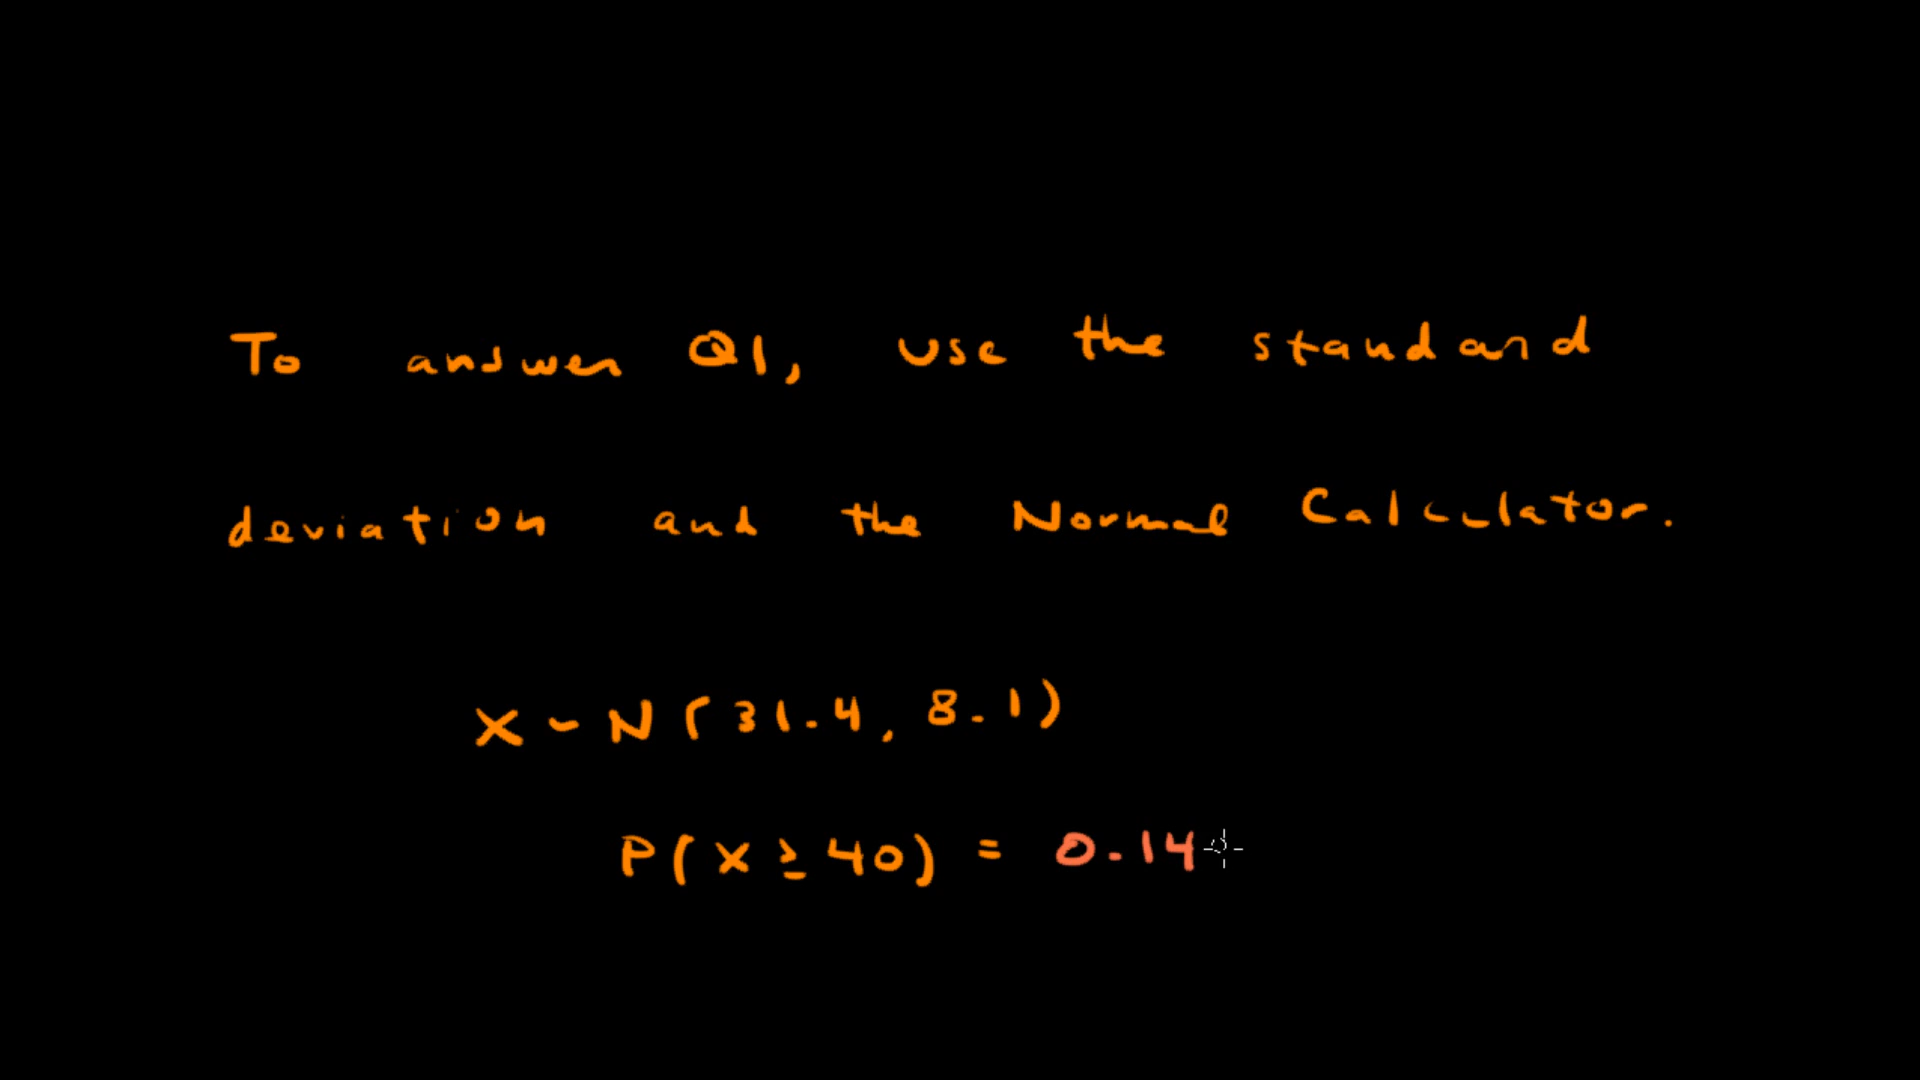 To answer Q1, use the standard
deviation and the Normal Calculator.
X ~ N(31.4, 8.1)
P(X ≥ 40) = 0.14